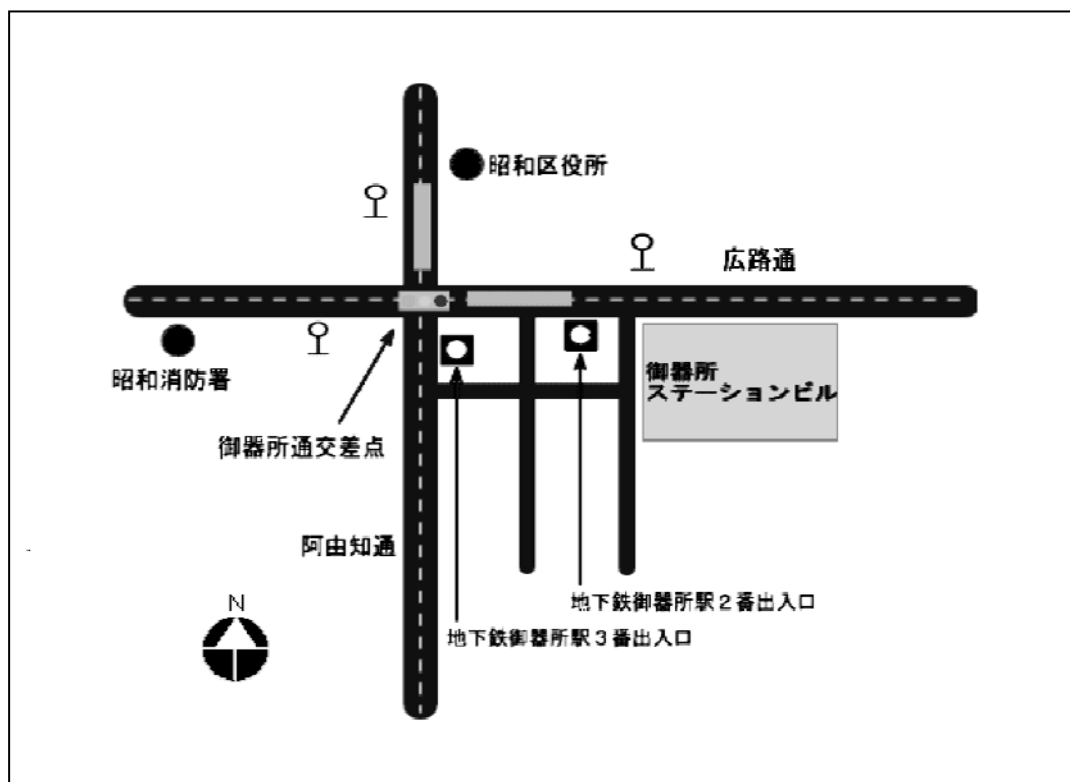 昭和区役所
広路通
昭和消防署
御器所
ステーションビル
御器所通交差点
阿由知通
地下鉄御器所駅2番出入口
N
地下鉄御器所駅3番出入口